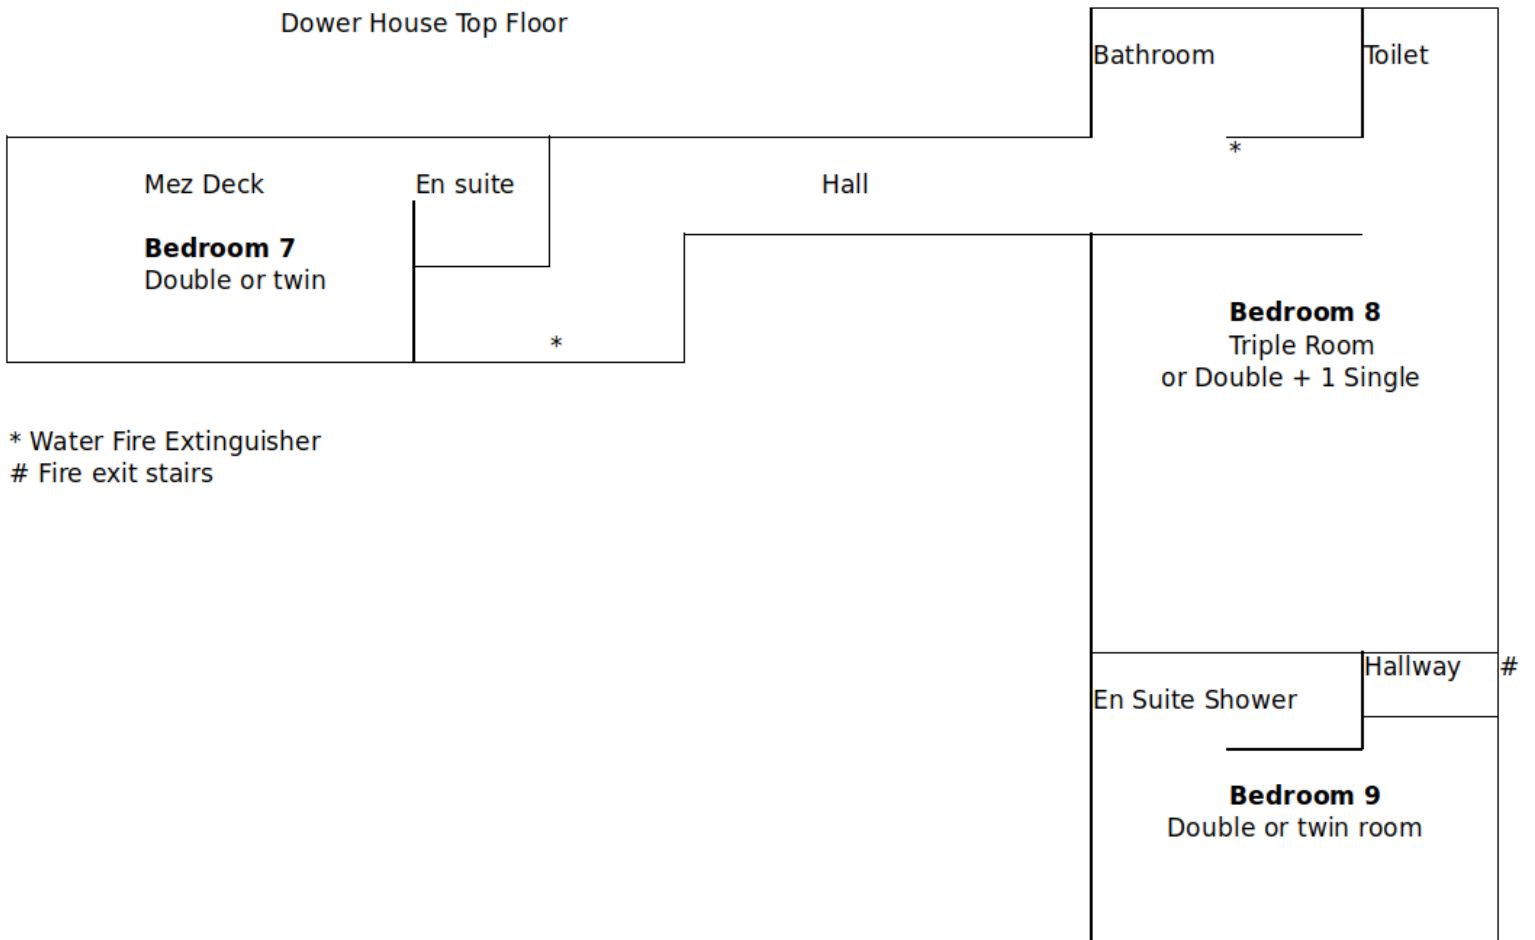 Dower House Top Floor
Bathroom
Toilet
*
Mez Deck
En suite
Hall
Bedroom 7
Double or twin
*
Bedroom 8
Triple Room
or Double + 1 Single
* Water Fire Extinguisher
# Fire exit stairs
Hallway
#
En Suite Shower
Bedroom 9
Double or twin room